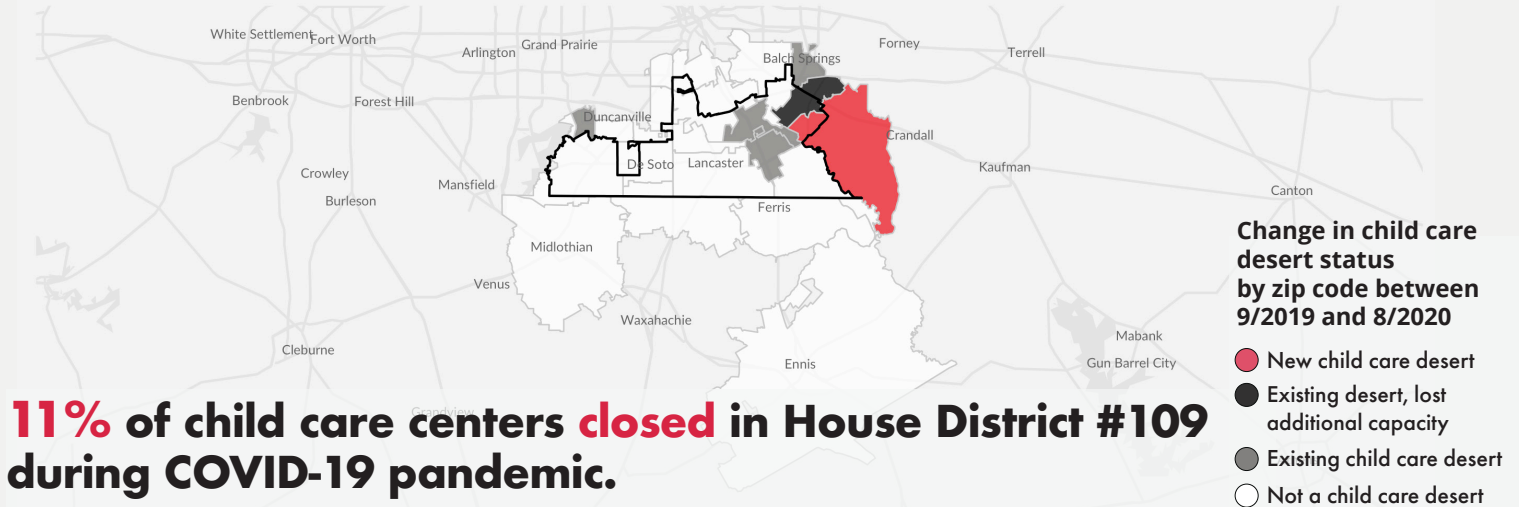 White Settlement
Fort Worth
Arlington
Grand Prairie
Balch Springs
Forney
Terrell
Benbrook
Forest Hill
Duncanville
Crandall
De Soto
Lancaster
Kaufman
Crowley
Mansfield
Burleson
Canton
Ferris
Midlothian
Venus
Waxahachie
Cleburne
Ennis
Mabank
Gun Barrel City
Grandview
Change in child care
desert status
by zip code between
9/2019 and 8/2020
New child care desert
Existing desert, lost
additional capacity
Existing child care desert
Not a child care desert
11% of child care centers closed in House District #109
during COVID-19 pandemic.